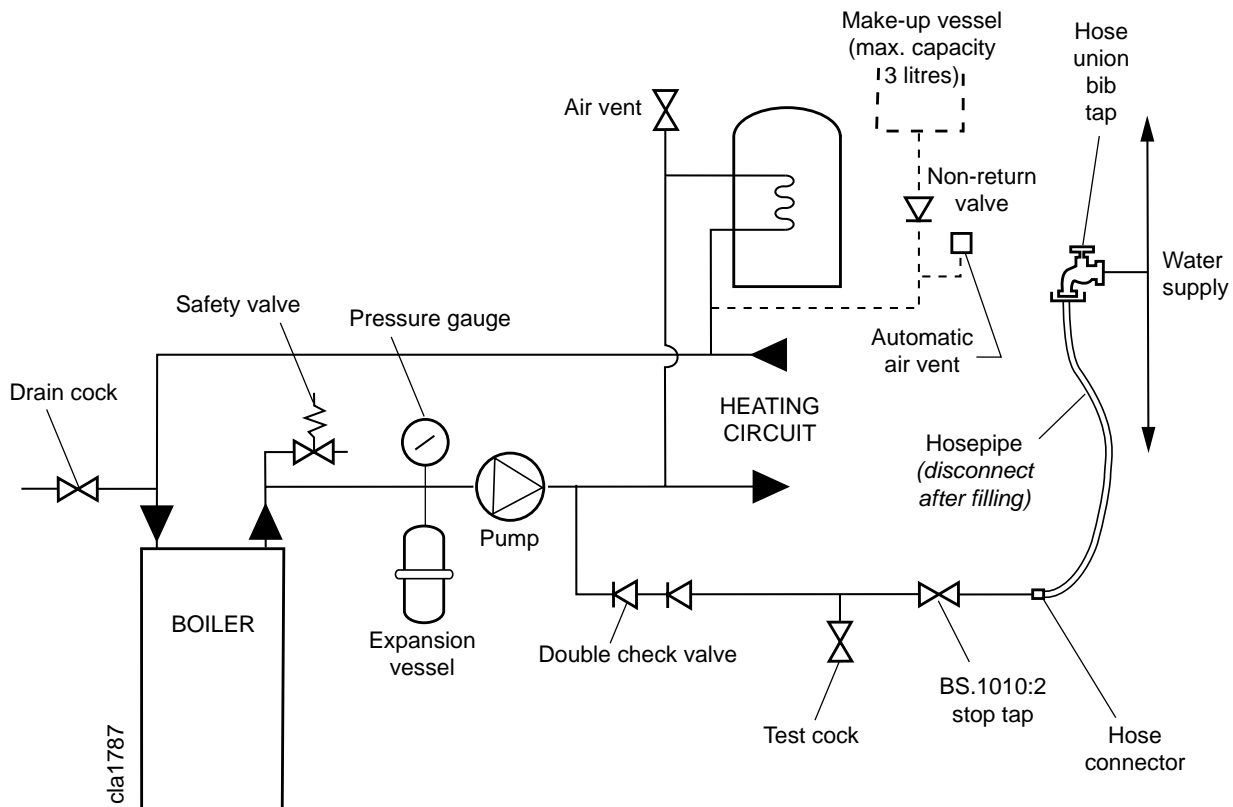 Make-up vessel
(max. capacity
3 litres)
Hose
union
bib
tap
Air vent
Non-return
valve
Water
supply
Safety valve
Pressure gauge
Automatic
air vent
Drain cock
HEATING
CIRCUIT
Hosepipe
(disconnect
after filling)
Pump
BOILER
Expansion
vessel
Double check valve
BS.1010:2
stop tap
Test cock
Hose
connector
cla1787